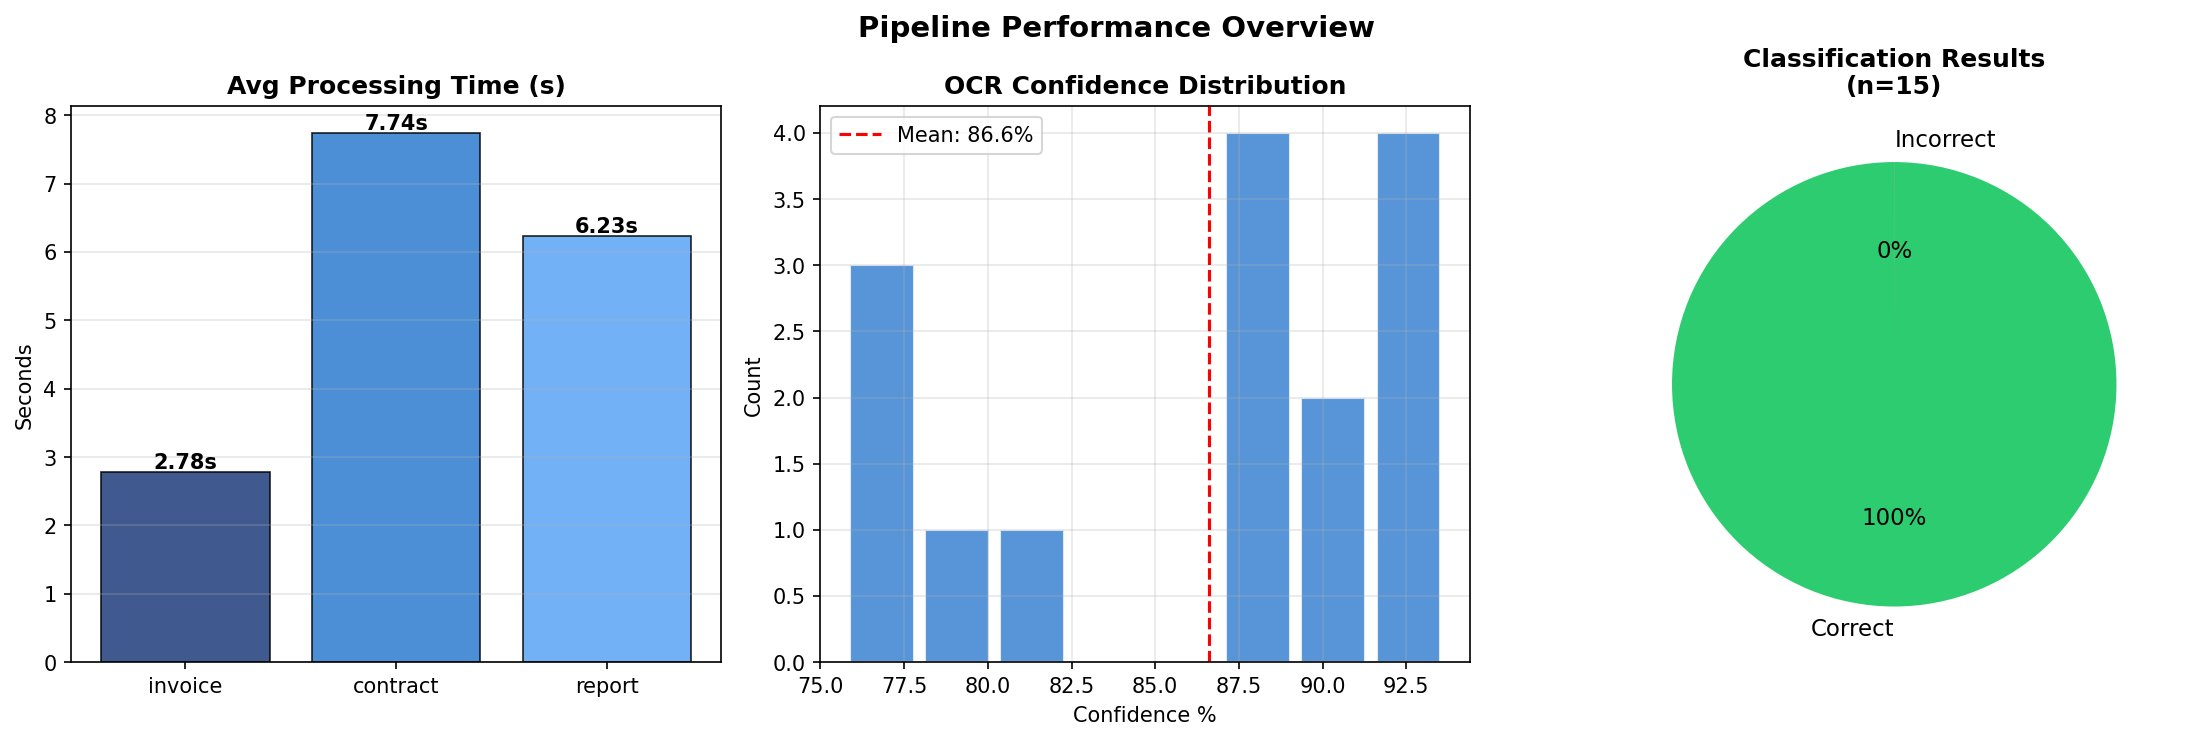 Pipeline Performance Overview
Avg Processing Time (s)
Seconds
8
7
6
5
4
3
2
1
0
2.78s
7.74s
6.23s
invoice
contract
report
OCR Confidence Distribution
Mean: 86.6%
Count
4.0
3.5
3.0
2.5
2.0
1.5
1.0
0.5
0.0
75.0
77.5
80.0
82.5
85.0
87.5
90.0
92.5
Confidence %
Classification Results
(n=15)
Incorrect
0%
100%
Correct